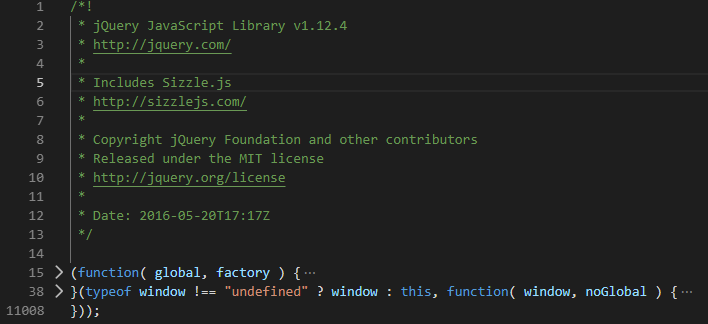 1 /*!
2  * jQuery JavaScript Library v1.12.4
3  * http://jquery.com/
4  *
5  * Includes Sizzle.js
6  * http://sizzlejs.com/
7  *
8  * Copyright jQuery Foundation and other contributors
9  * Released under the MIT license
10  * http://jquery.org/license
11  *
12  * Date: 2016-05-20T17:17Z
13  */
14
15 (function( global, factory ) {⋯
38 }(typeof window !== "undefined" ? window : this, function( window, noGlobal ) {⋯
11008 }));